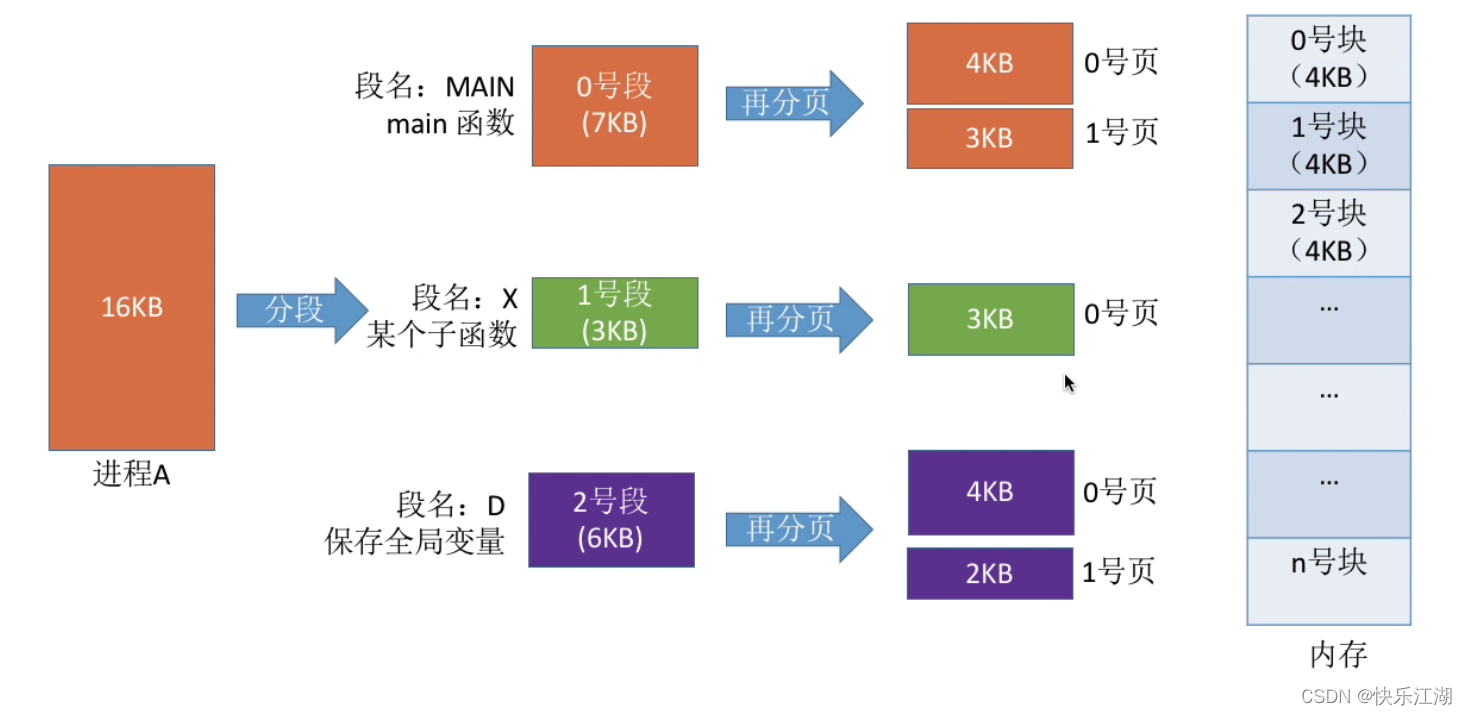 段名：MAIN
main 函数
0号段
(7KB)
再分页
4KB
0号页
3KB
1号页
16KB
进程A
分段
段名：X
某个子函数
1号段
(3KB)
再分页
3KB
0号页
段名：D
保存全局变量
2号段
(6KB)
再分页
4KB
0号页
2KB
1号页
0号块
（4KB）
1号块
（4KB）
2号块
（4KB）
...
...
...
n号块
内存
CSDN @快乐江湖